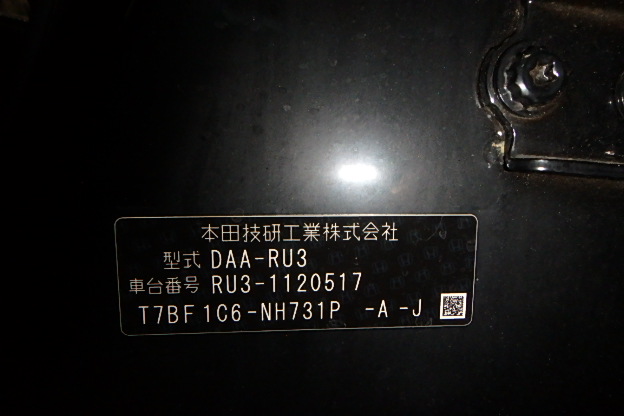 本田技研工業株式会社
型式 DAA-RU3
車台番号 RU3-1120517
T7BF1C6-NH731P -A-J